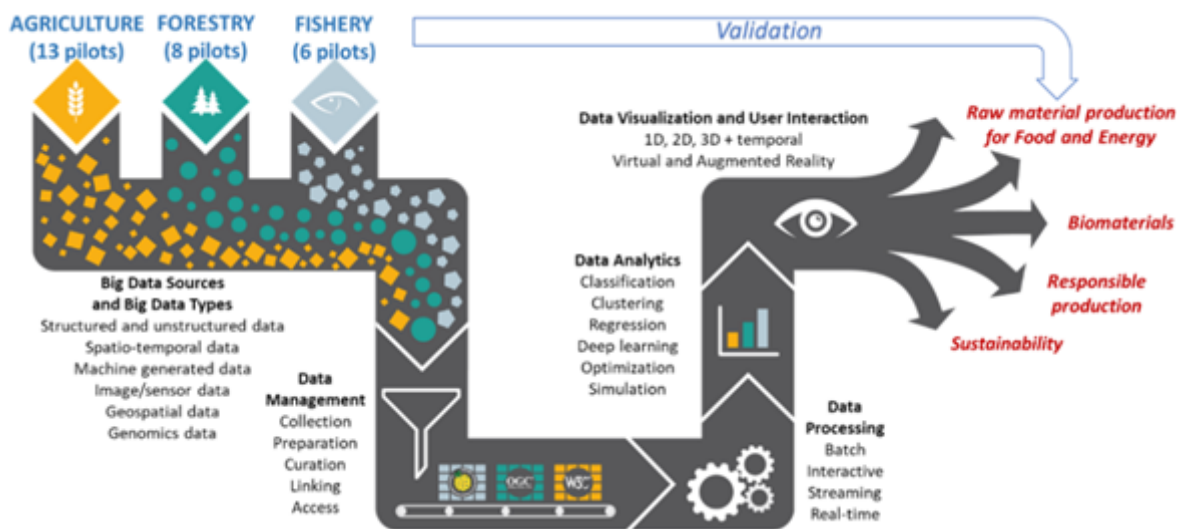 AGRICULTURE
(13 pilots)
FORESTRY
(8 pilots)
FISHERY
(6 pilots)
Validation
Data Visualization and User Interaction
1D, 2D, 3D + temporal
Virtual and Augmented Reality
Raw material production
for Food and Energy
Biomaterials
Responsible
production
Sustainability
Big Data Sources
and Big Data Types
Structured and unstructured data
Spatio-temporal data
Machine generated data
Image/sensor data
Geospatial data
Genomics data
Data
Management
Collection
Preparation
Curation
Linking
Access
OGC
W3C
Data Analytics
Classification
Clustering
Regression
Deep learning
Optimization
Simulation
Data
Processing
Batch
Interactive
Streaming
Real-time